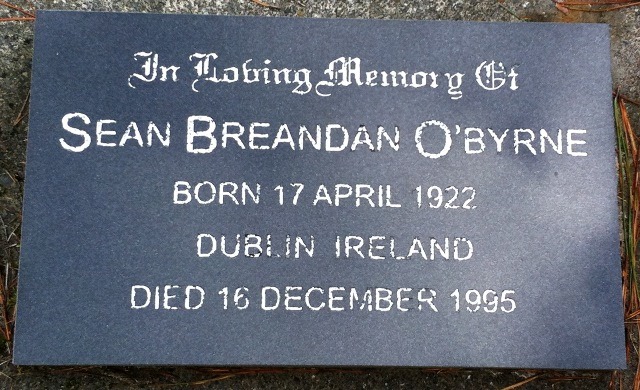 In Loving Memory Of
SEAN BREANDAN O'BYRNE
BORN 17 APRIL 1922
DUBLIN IRELAND
DIED 16 DECEMBER 1995